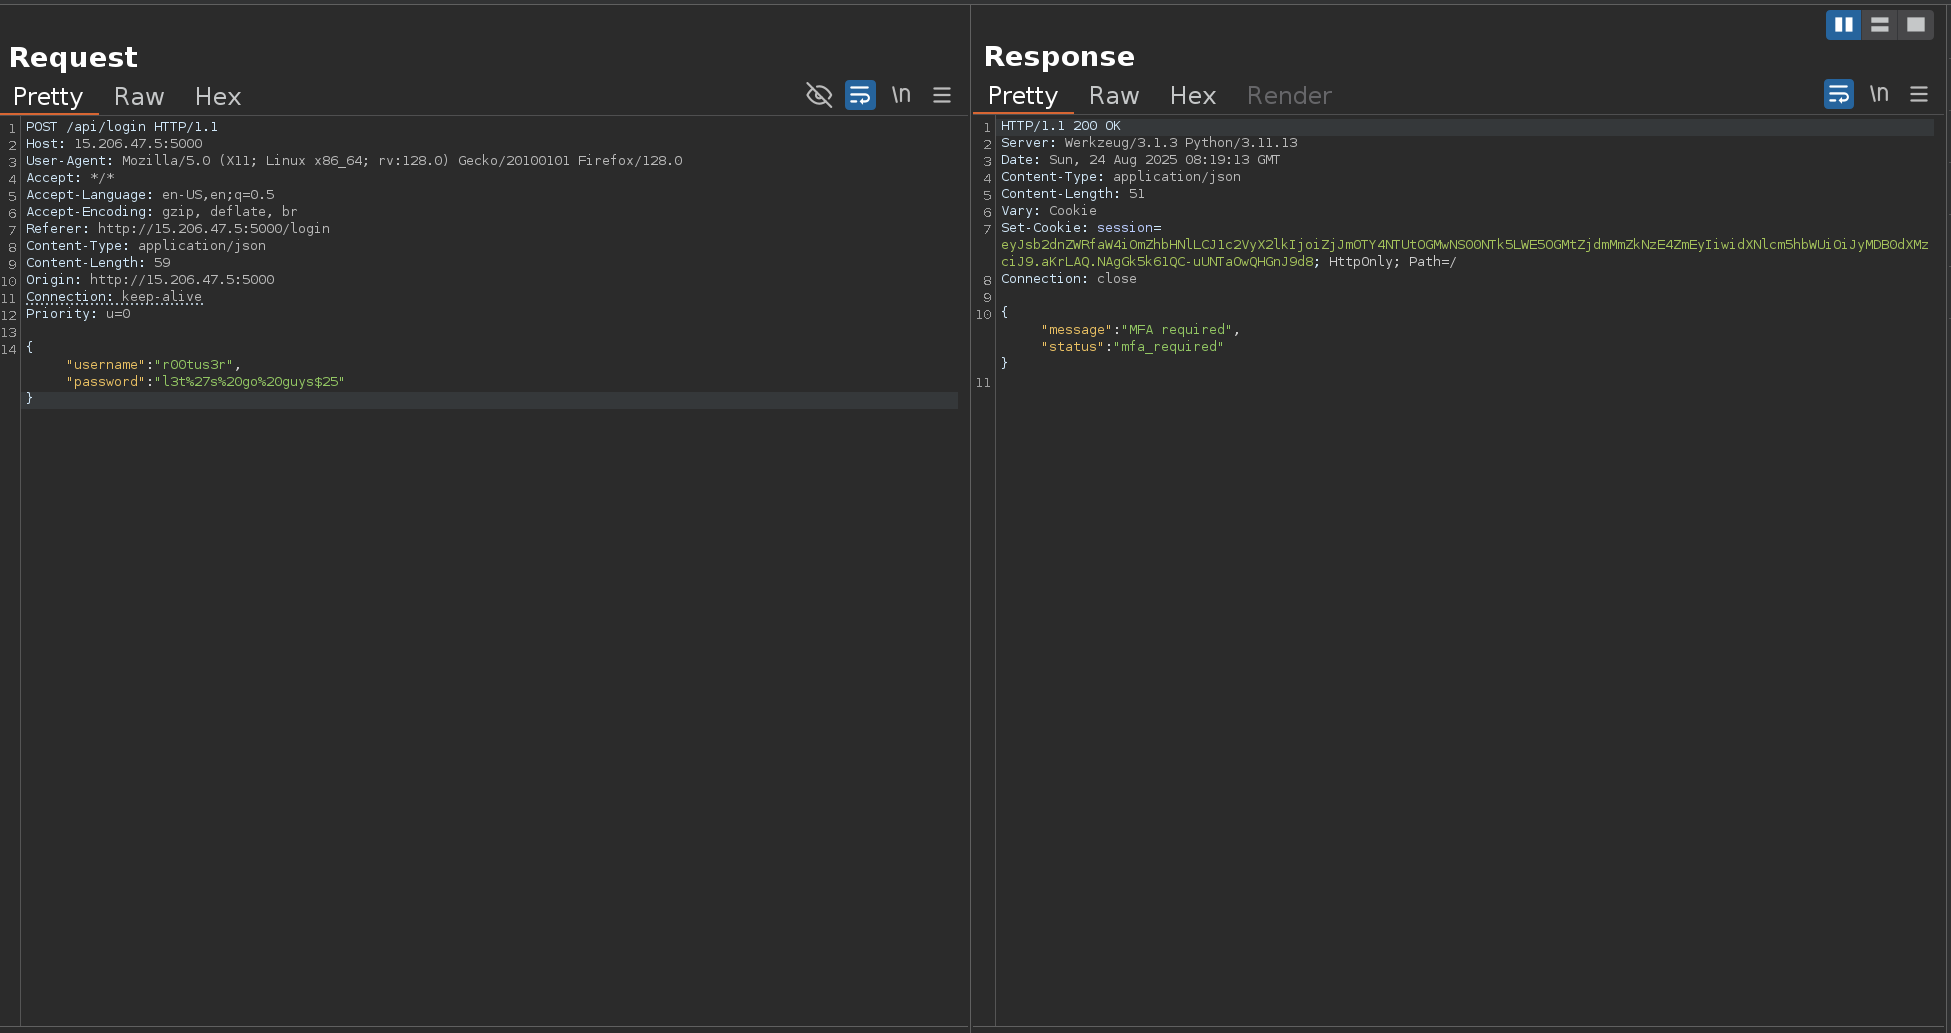 Request
Pretty Raw Hex
\n
1 POST /api/login HTTP/1.1
2 Host: 15.206.47.5:5000
3 User-Agent: Mozilla/5.0 (X11; Linux x86_64; rv:128.0) Gecko/20100101 Firefox/128.0
4 Accept: */*
5 Accept-Language: en-US,en;q=0.5
6 Accept-Encoding: gzip, deflate, br
7 Referer: http://15.206.47.5:5000/login
8 Content-Type: application/json
9 Content-Length: 59
10 Origin: http://15.206.47.5:5000
11 Connection: keep-alive
12 Priority: u=0
13
14 {
"username":"r00tus3r",
"password":"l3t%27s%20go%20guys$25"
}
Response
Pretty Raw Hex Render
\n
1 HTTP/1.1 200 OK
2 Server: Werkzeug/3.1.3 Python/3.11.13
3 Date: Sun, 24 Aug 2025 08:19:13 GMT
4 Content-Type: application/json
5 Content-Length: 51
6 Vary: Cookie
7 Set-Cookie: session=
eyJsb2dnZWRfaW4iOmZhbHNlLCJ1c2VyX2lkIjoiZjJmOTY4NTUtOGMwNS00NTk5LWE5OGMtZjdmMmZkNzE4ZmEyIiwidXNlcm5hbWUiOiJyMDB0dXMz
ciJ9.aKrLAQ.NAgGk5k61QC-uUNTaOwQHGnJ9d8; HttpOnly; Path=/
8 Connection: close
9
10 {
"message":"MFA required",
"status":"mfa_required"
}
11